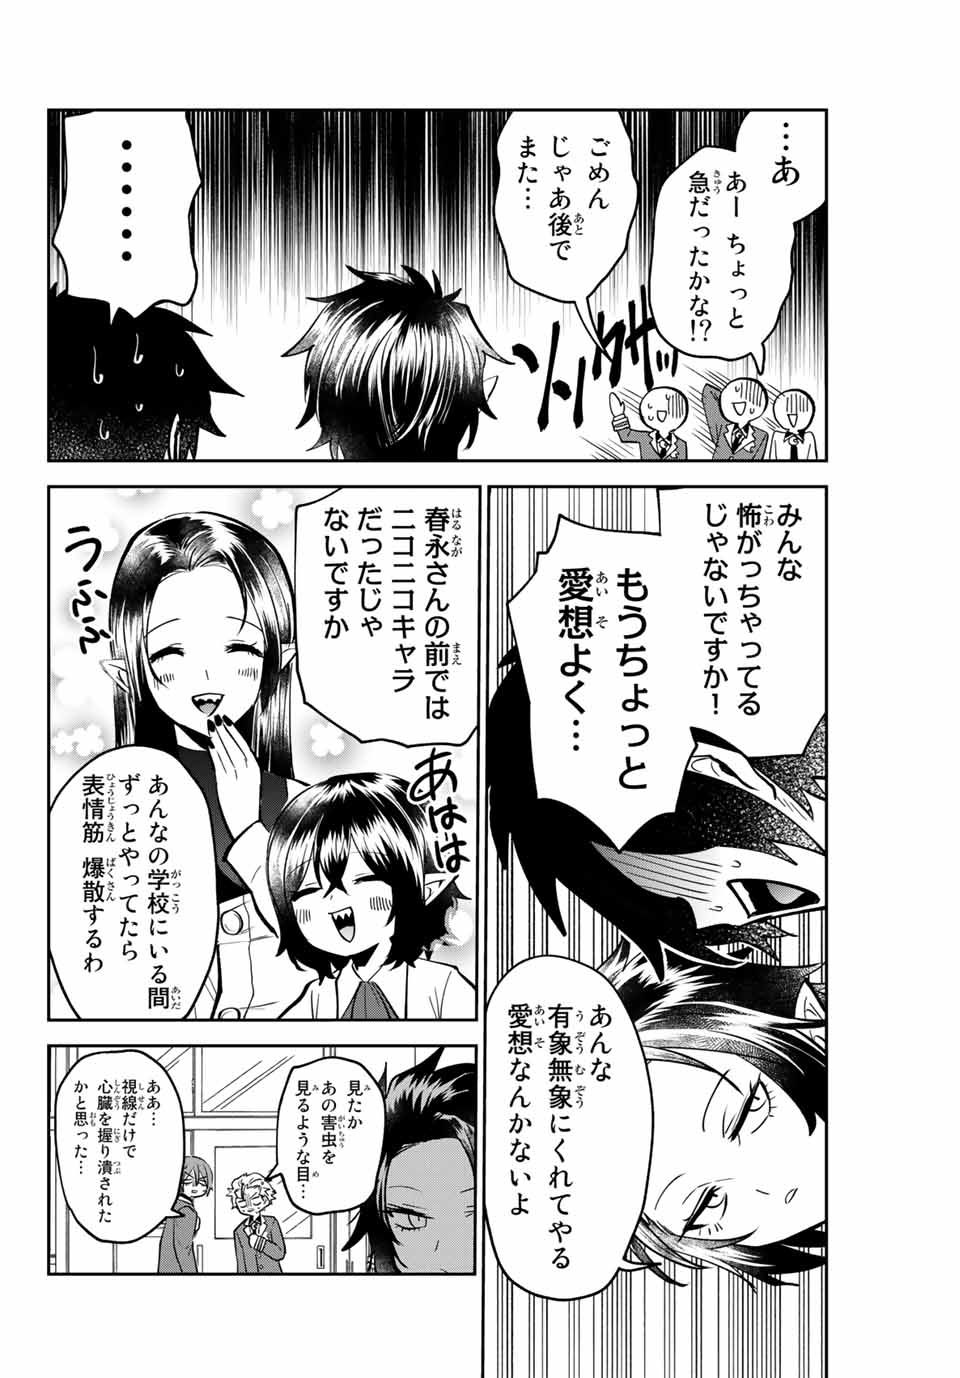 …あ
あーちょっと
急だったかな!?
ごめん
じゃあ後で
また…
・・・・・・
みんな
怖がっちゃってる
じゃないですか！
もうちょっと
愛想よく…
あんな
有象無象にくれてやる
愛想なんかないよ
春永さんの前では
ニコニコキャラ
だったじゃ
ないですか
うふふふ
あははは
あんなの学校にいる間
ずっとやってたら
表情筋 爆散するわ
見たか
あの害虫を
見るような目…
ああ…
視線だけで
心臓を握り潰された
かと思った…